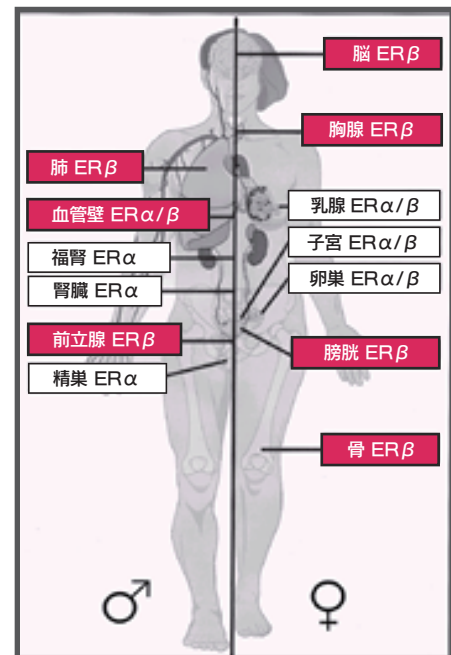 脳 ERβ
胸腺 ERβ
肺 ERβ
血管壁 ERα/β
乳腺 ERα/β
子宮 ERα/β
福腎 ERα
卵巣 ERα/β
腎臓 ERα
前立腺 ERβ
膀胱 ERβ
精巣 ERα
骨 ERβ
♂ ♀